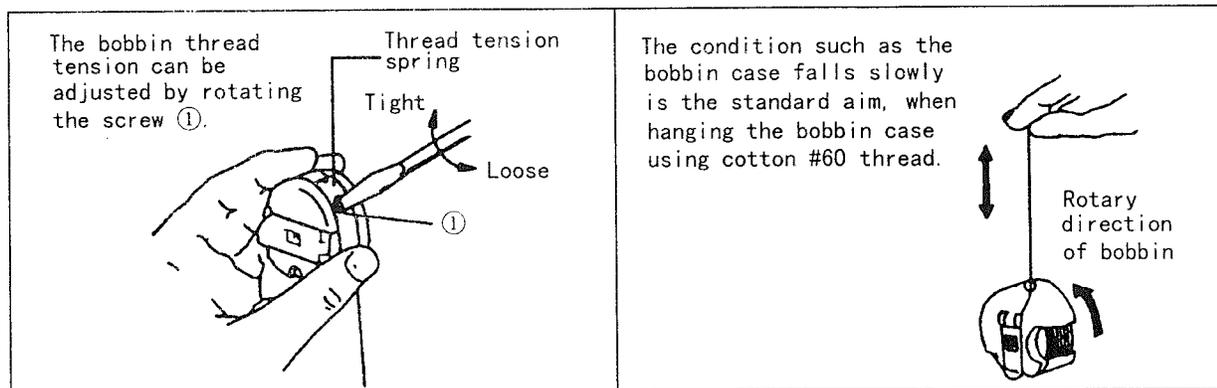 The bobbin thread
tension can be
adjusted by rotating
the screw ①.
Thread tension
spring
Tight
Loose
①
The condition such as the
bobbin case falls slowly
is the standard aim, when
hanging the bobbin case
using cotton #60 thread.
Rotary
direction
of bobbin